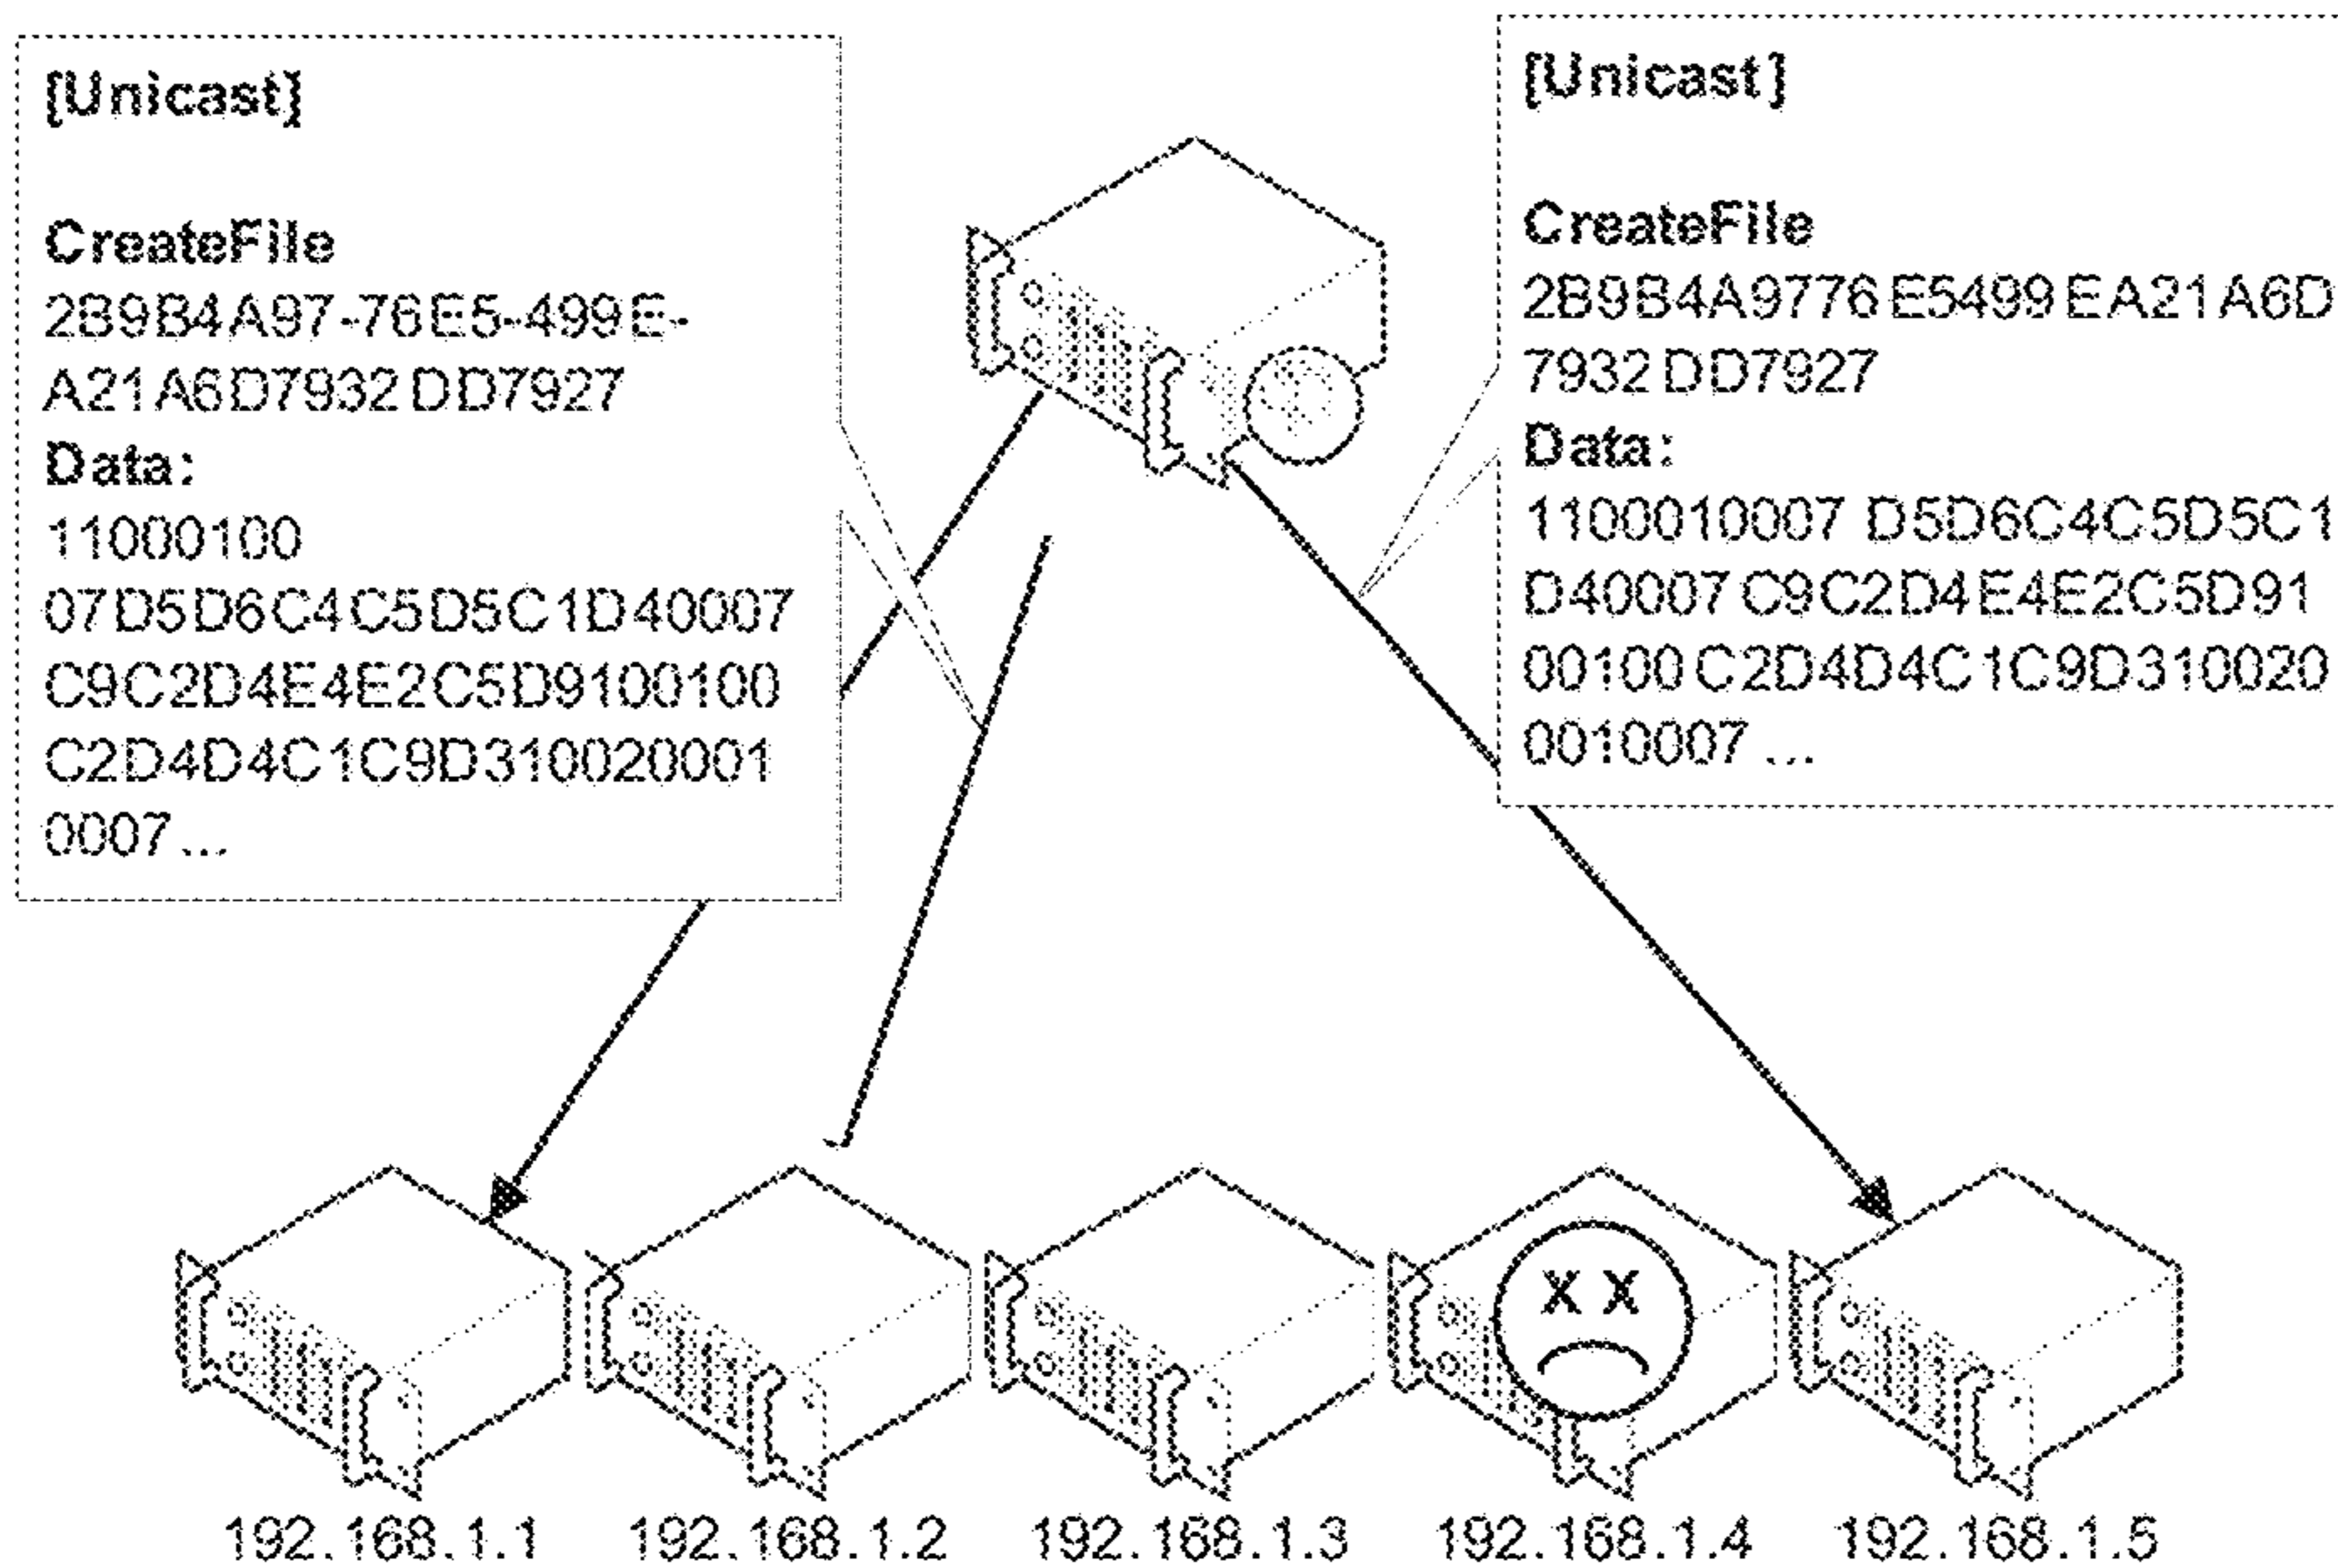 [Unicast]
CreateFile
2B9B4A97-76E5-499E-
A21A6D7932DD7927
Data:
11000100
07D5D6C4C5D5C1D40007
C9C2D4E4E2C5D9100100
C2D4D4C1C9D310020001
0007...
[Unicast]
CreateFile
2B9B4A9776E5499EA21A6D
7932DD7927
Data:
1100010007 D5D6C4C5D5C1
D40007C9C2D4E4E2C5D91
00100C2D4D4C1C9D310020
0010007...
X X
192.168.1.1
192.168.1.2
192.168.1.3
192.168.1.4
192.168.1.5